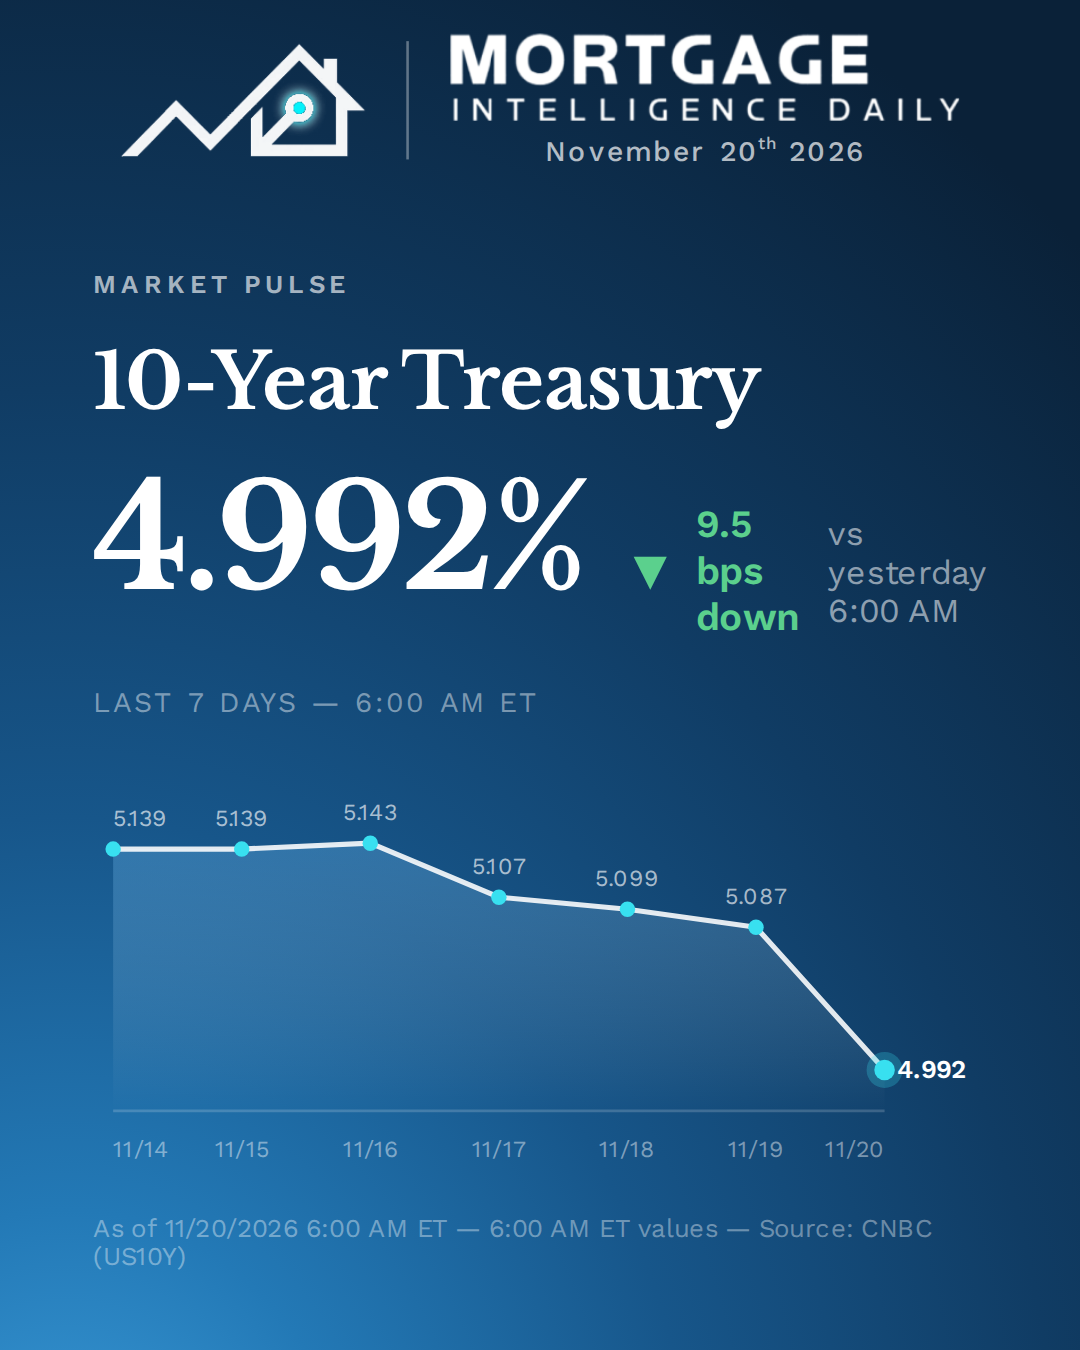 MORTGAGE
INTELLIGENCE DAILY
November 20th 2026
MARKET PULSE
10-Year Treasury
4.992%
▼
9.5
bps
down
vs
yesterday
6:00 AM
LAST 7 DAYS — 6:00 AM ET
5.139 5.139 5.143 5.107 5.099 5.087 4.992
11/14 11/15 11/16 11/17 11/18 11/19 11/20
As of 11/20/2026 6:00 AM ET — 6:00 AM ET values — Source: CNBC
(US10Y)